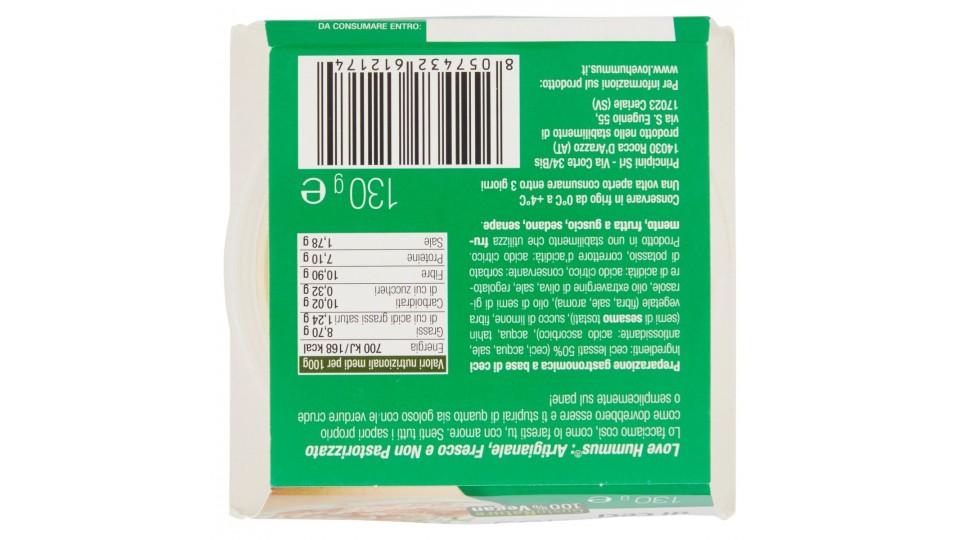 Love Hummus®: Artigianale, Fresco e Non Pastorizzato
Lo facciamo così, come lo faresti tu, con amore. Senti tutti i sapori proprio
come dovrebbero essere e ti stupirai di quanto sia goloso con le verdure crude
o semplicemente sul pane!
Preparazione gastronomica a base di ceci
Ingredienti: ceci lessati 50% (ceci, acqua, sale,
antiossidante: acido ascorbico), acqua, tahin
(semi di sesamo tostati), succo di limone, fibra
vegetale (fibra, sale, aroma), olio di semi di gi-
rasole, olio extravergine di oliva, sale, regolato-
re di acidità: acido citrico, conservante: sorbato
di potassio, correttore d'acidità: acido citrico.
Prodotto in uno stabilimento che utilizza fru-
mento, frutta a guscio, sedano, senape.
Valori nutrizionali medi per 100g
Energia 700 kJ/168 kcal
Grassi 8,70 g
di cui acidi grassi saturi 1,24 g
Carboidrati 10,02 g
di cui zuccheri 0,32 g
Fibre 10,90 g
Proteine 7,10 g
Sale 1,78 g
Conservare in frigo da 0°C a +4°C
Una volta aperto consumare entro 3 giorni
130 g e
Principini Srl - Via Corte 34/Bis
14030 Rocca D'Arazzo (AT)
prodotto nello stabilimento di
via S. Eugenio 55,
17023 Ceriale (SV)
Per informazioni sul prodotto:
www.lovehummus.it
8 057432 612174
DA CONSUMARE ENTRO:
130 g e
di ceci
100% Vegan